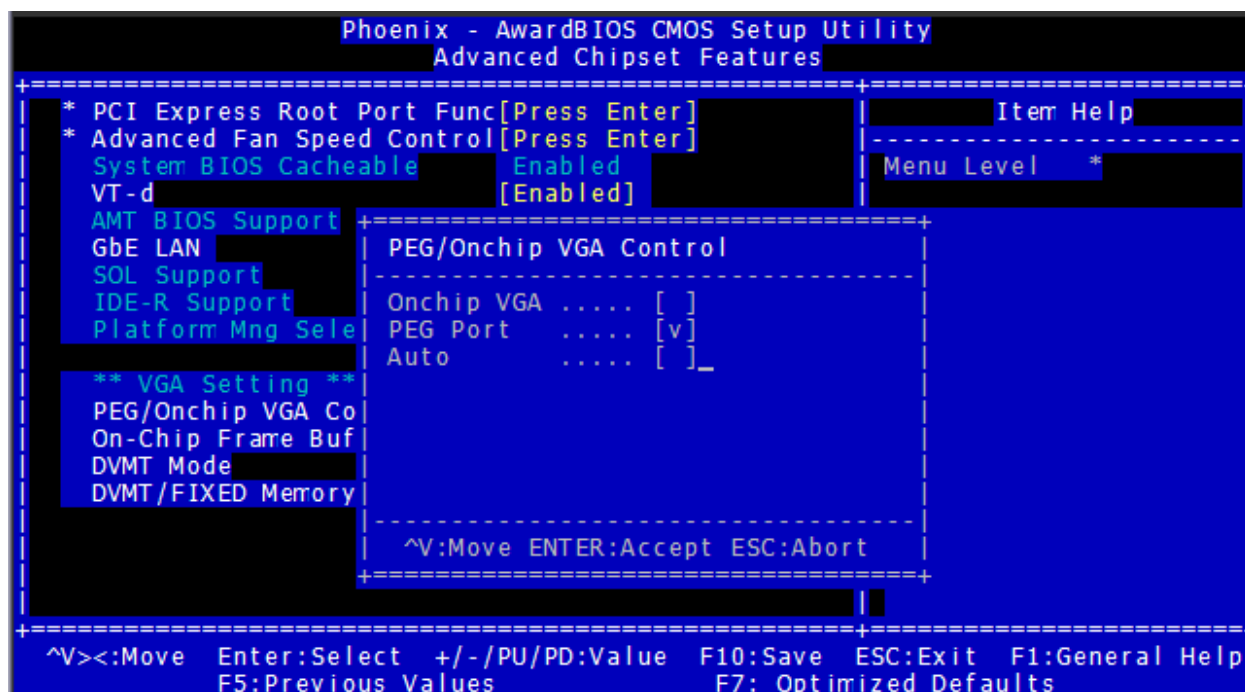 Phoenix - AwardBIOS CMOS Setup Utility
Advanced Chipset Features
* PCI Express Root Port Func[Press Enter]
Item Help
* Advanced Fan Speed Control[Press Enter]
System BIOS Cacheable Enabled
Menu Level *
VT-d [Enabled]
AMT BIOS Support
GbE LAN
PEG/Onchip VGA Control
SOL Support
IDE-R Support
Onchip VGA ..... [ ]
Platform Mng Sele
PEG Port ..... [v]
Auto ..... [ ]_
** VGA Setting **
PEG/Onchip VGA Co
On-Chip Frame Buf
DVMT Mode
DVMT/FIXED Memory
^V:Move ENTER:Accept ESC:Abort
^V><:Move Enter:Select +/-/PU/PD:Value F10:Save ESC:Exit F1:General Help
F5:Previous Values F7: Optimized Defaults